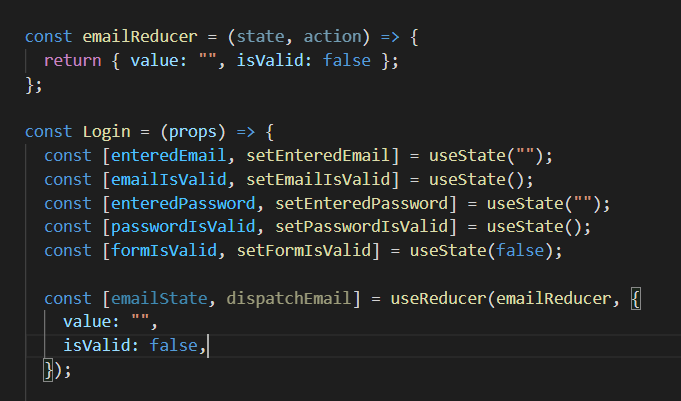 const emailReducer = (state, action) => {
  return { value: "", isValid: false };
};

const Login = (props) => {
  const [enteredEmail, setEnteredEmail] = useState("");
  const [emailIsValid, setEmailIsValid] = useState();
  const [enteredPassword, setEnteredPassword] = useState("");
  const [passwordIsValid, setPasswordIsValid] = useState();
  const [formIsValid, setFormIsValid] = useState(false);

  const [emailState, dispatchEmail] = useReducer(emailReducer, {
    value: "",
    isValid: false,
  });